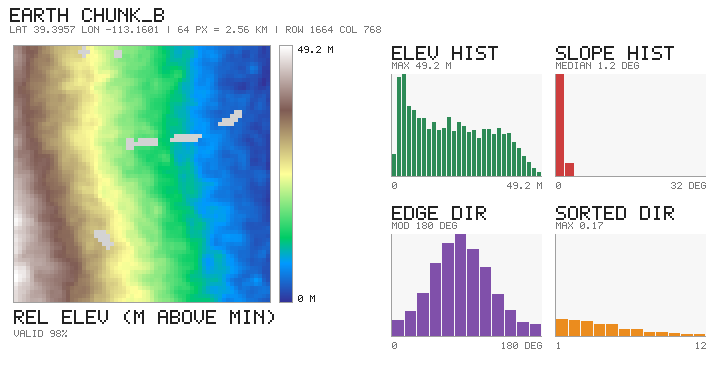 EARTH CHUNK_B
LAT 39.3957 LON -113.1601 | 64 PX = 2.56 KM | ROW 1664 COL 768
49.2 M
0 M
REL ELEV (M ABOVE MIN)
VALID 98%
ELEV HIST
MAX 49.2 M
0 49.2 M
SLOPE HIST
MEDIAN 1.2 DEG
0 32 DEG
EDGE DIR
MOD 180 DEG
0 180 DEG
SORTED DIR
MAX 0.17
1 12